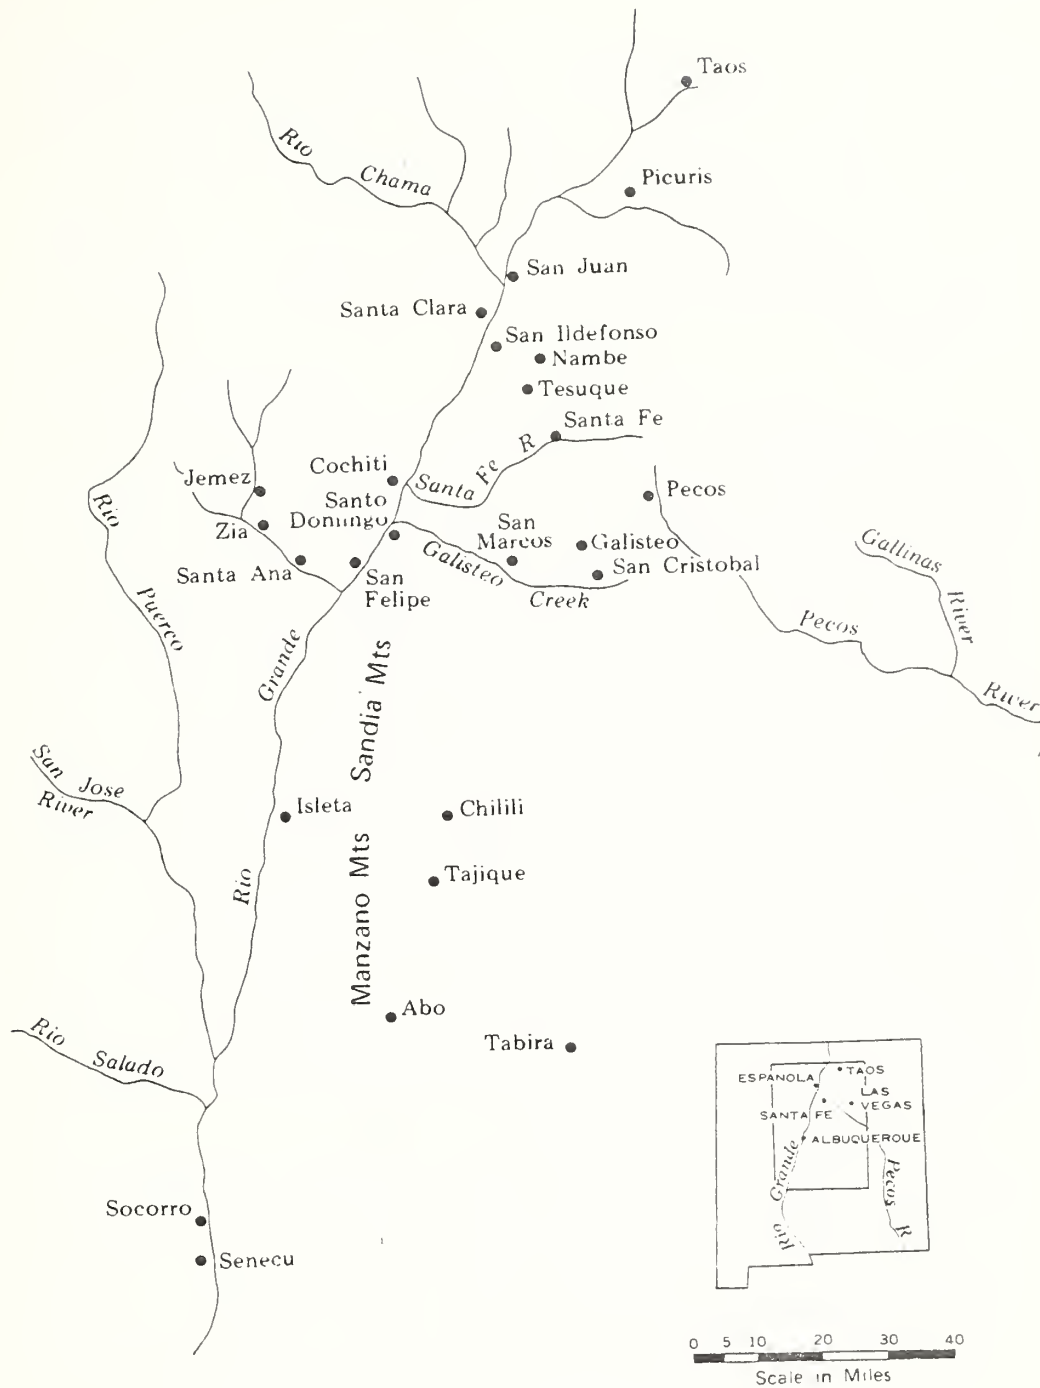 Taos
Rio
Chama
Picuris
San Juan
Santa Clara
San Ildefonso
Nambe
Tesuque
Santa Fe
Santa Fe R
Cochiti
Jemez
Santo
Domingo
Pecos
Zia
San
Marcos
Galisteo
San Cristobal
Santa Ana
San
Felipe
Galisteo
Creek
Gallinas
River
Rio
Puerco
Pecos
River
Rio
Grande
Sandia Mts
San Jose
River
Isleta
Chilili
Manzano Mts
Tajique
Abo
Tabira
Rio
Salado
Socorro
Senecu
TAOS
ESPANOLA
LAS
VEGAS
SANTA FE
ALBUQUERQUE
Rio Grande
Pecos R
0 5 10 20 30 40
Scale in Miles